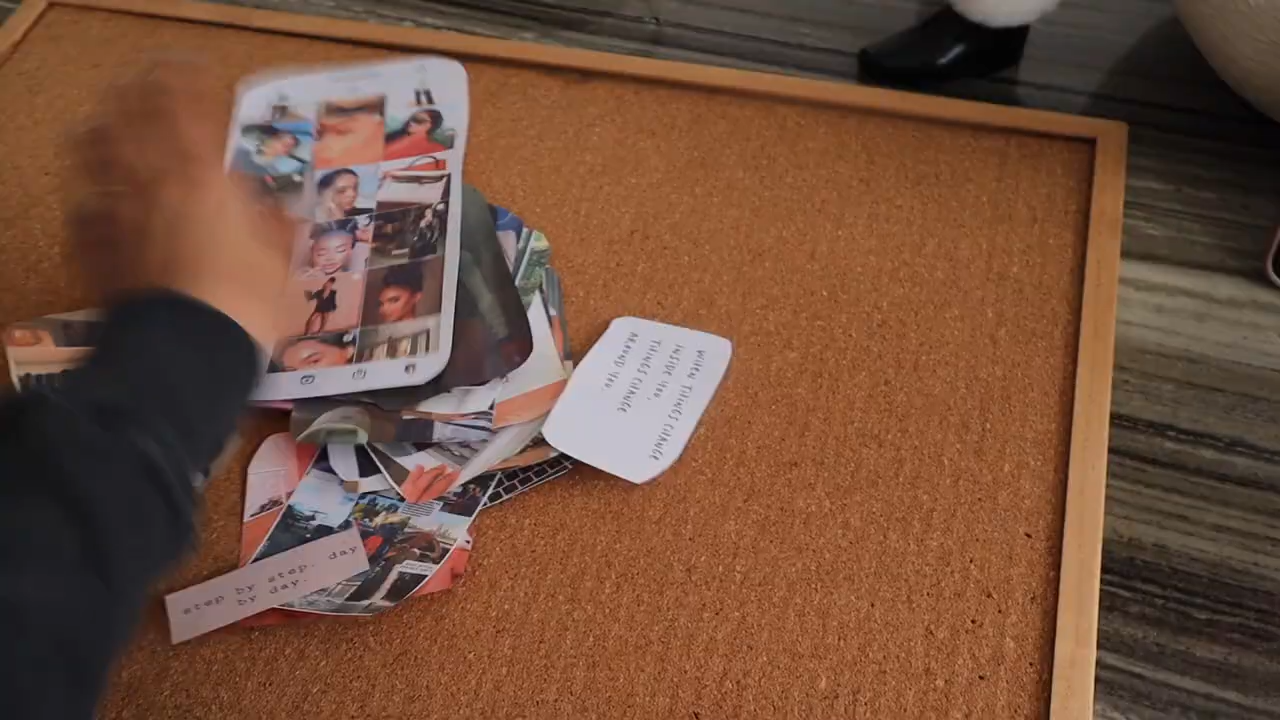 WHEN THINGS CHANGE
INSIDE YOU,
THINGS CHANGE
AROUND YOU.
step by step. day
by day.